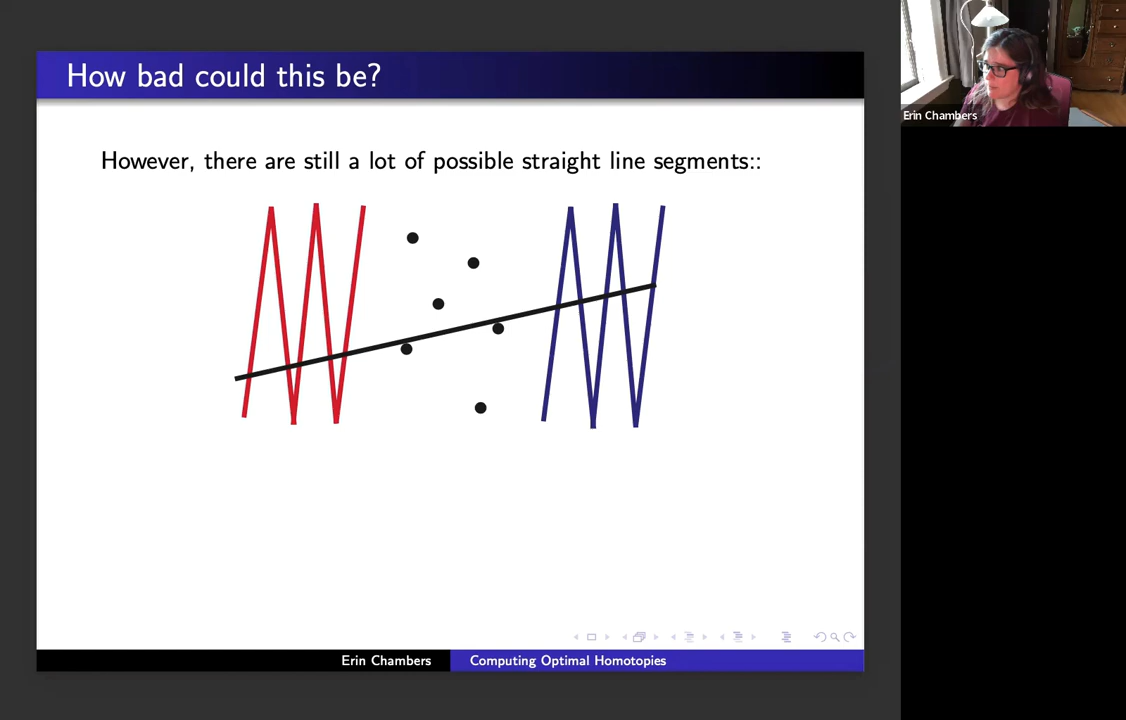 How bad could this be?
However, there are still a lot of possible straight line segments::
Erin Chambers
Erin Chambers
Computing Optimal Homotopies